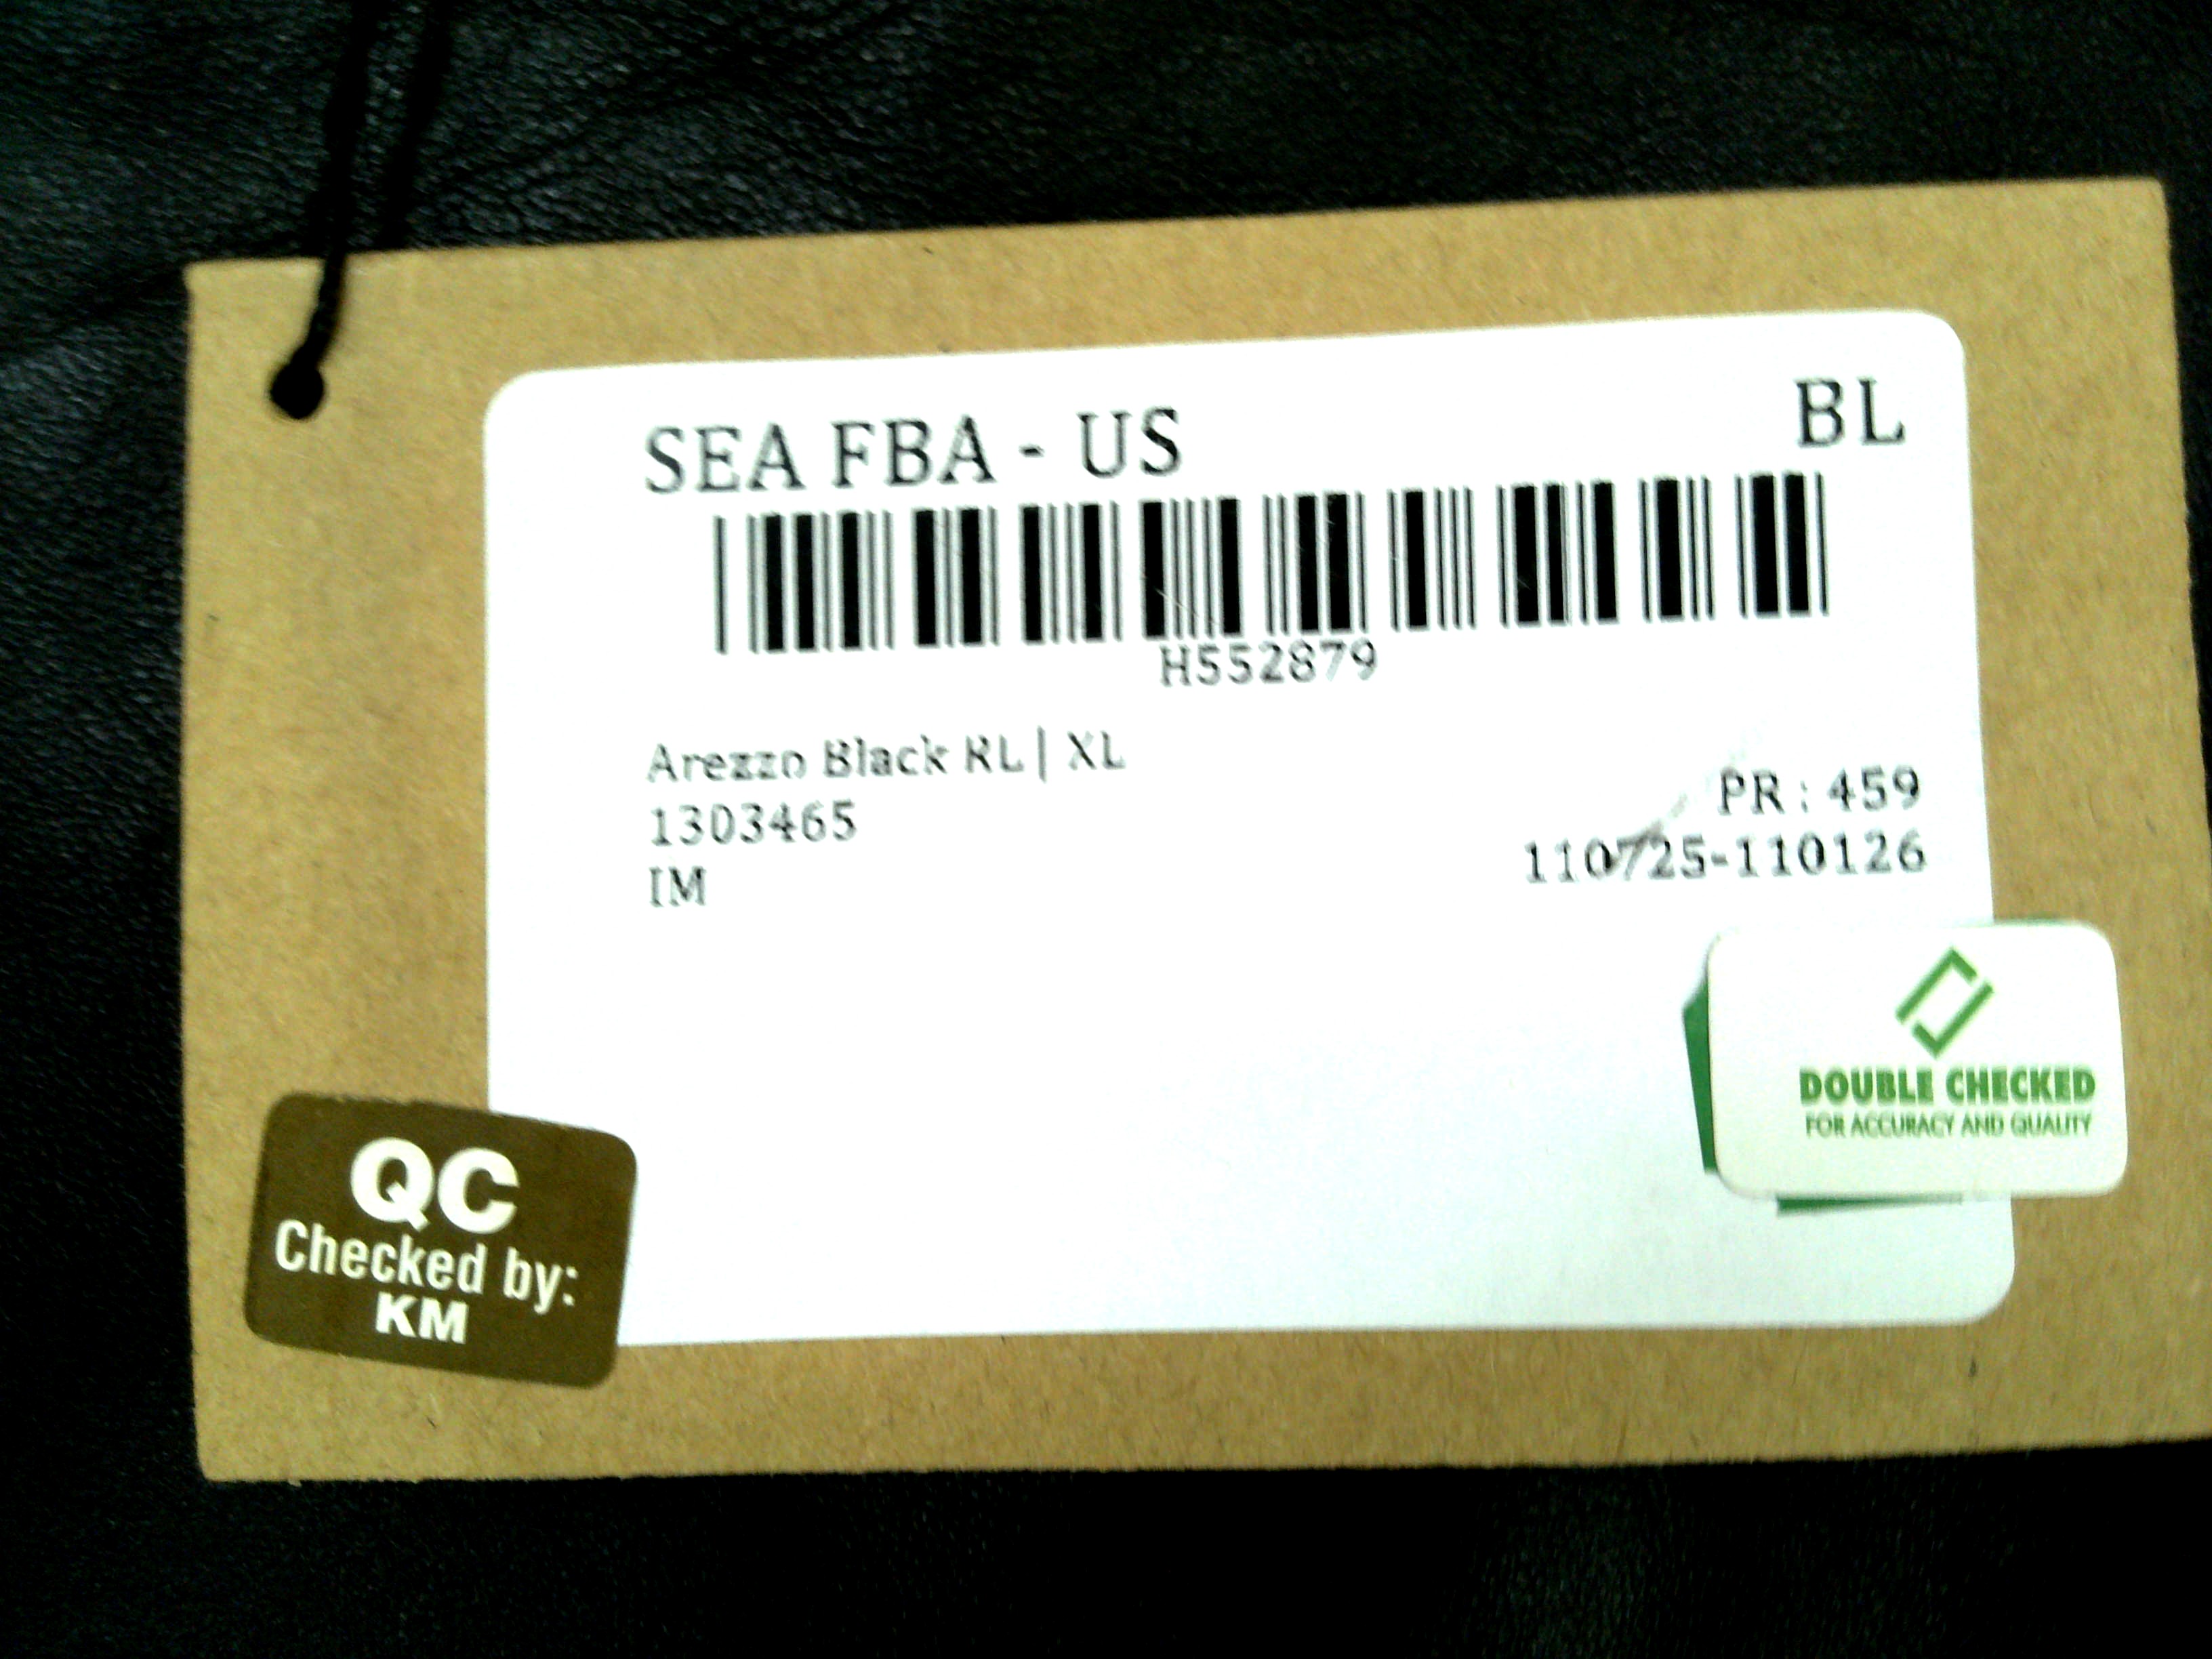 SEA FBA - US BL
H552879
Arezzo Black RL | XL
1303465 PR : 459
IM 110725-110126
DOUBLE CHECKED
FOR ACCURACY AND QUALITY
QC
Checked by:
KM